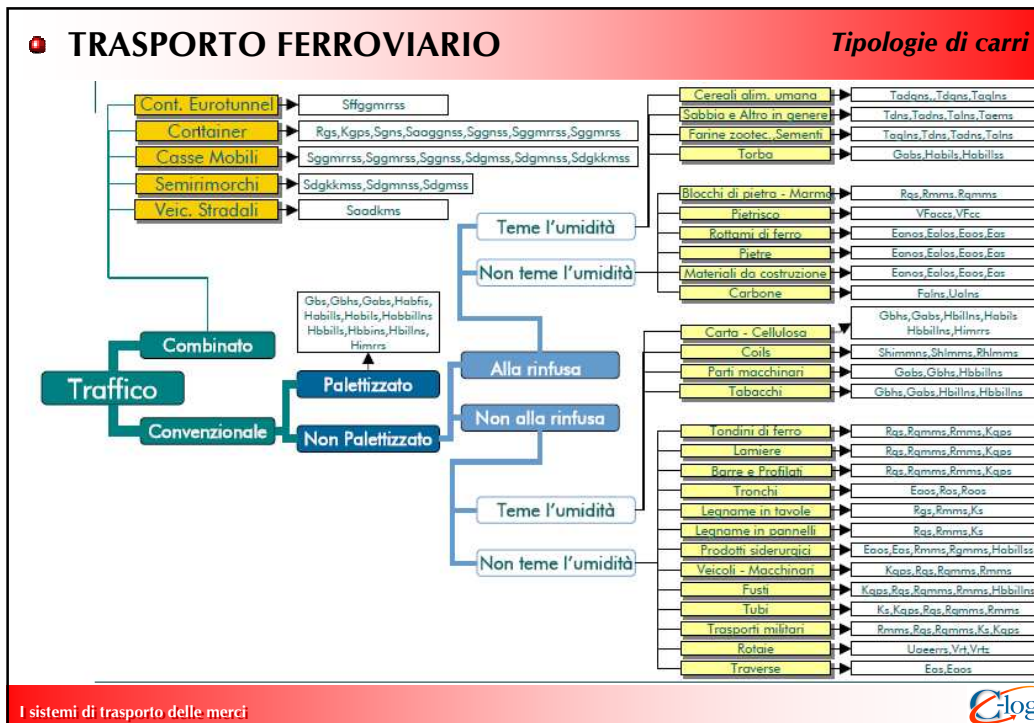 TRASPORTO FERROVIARIO
Tipologie di carri
Cont. Eurotunnel
Sffggmrrss
Container
Rgs,Kgps,Sgns,Saaggnss,Sggnss,Sggmrrss,Sggmrss
Casse Mobili
Sggmrrss,Sggmrss,Sggnss,Sdgmss,Sdgmnss,Sdgkkmss
Semirimorchi
Sdgkkmss,Sdgmnss,Sdgmss
Veic. Stradali
Saadkms
Traffico
Combinato
Convenzionale
Gbs,Gbhs,Gabs,Habfis,
Habills,Habils,Habbillns
Hbbills,Hbbins,Hbillns,
Himrrs
Palettizzato
Non Palettizzato
Alla rinfusa
Non alla rinfusa
Teme l'umidità
Non teme l'umidità
Teme l'umidità
Non teme l'umidità
Cereali alim. umana
Tadgns,,Tdgns,Taglns
Sabbia e Altro in genere
Tdns,Tadns,Talns,Taems
Farine zootec.,Sementi
Taglns,Tdns,Tadns,Talns
Torba
Gabs,Habils,Habillss
Blocchi di pietra - Marmo
Rgs,Rmms,Rgmms
Pietrisco
VFaccs,VFcc
Rottami di ferro
Eanos,Ealos,Eaos,Eas
Pietre
Eanos,Ealos,Eaos,Eas
Materiali da costruzione
Eanos,Ealos,Eaos,Eas
Carbone
Falns,Ualns
Carta - Cellulosa
Gbhs,Gabs,Hbillns,Habils
Hbbillns,Himrrs
Coils
Shimmns,Shlmms,Rhlmms
Parti macchinari
Gabs,Gbhs,Hbbillns
Tabacchi
Gbhs,Gabs,Hbillns,Hbbillns
Tondini di ferro
Rgs,Rgmms,Rmms,Kgps
Lamiere
Rgs,Rgmms,Rmms,Kgps
Barre e Profilati
Rgs,Rgmms,Rmms,Kgps
Tronchi
Eaos,Ros,Roos
Legname in tavole
Rgs,Rmms,Ks
Legname in pannelli
Rgs,Rmms,Ks
Prodotti siderurgici
Eaos,Eas,Rmms,Rgmms,Habillss
Veicoli - Macchinari
Kgps,Rgs,Rgmms,Rmms
Fusti
Kgps,Rgs,Rgmms,Rmms,Hbbillns
Tubi
Ks,Kgps,Rgs,Rgmms,Rmms
Trasporti militari
Rmms,Rgs,Rgmms,Ks,Kgps
Rotaie
Uaeerrs,Vrt,Vrtz
Traverse
Eas,Eaos
I sistemi di trasporto delle merci
C-log